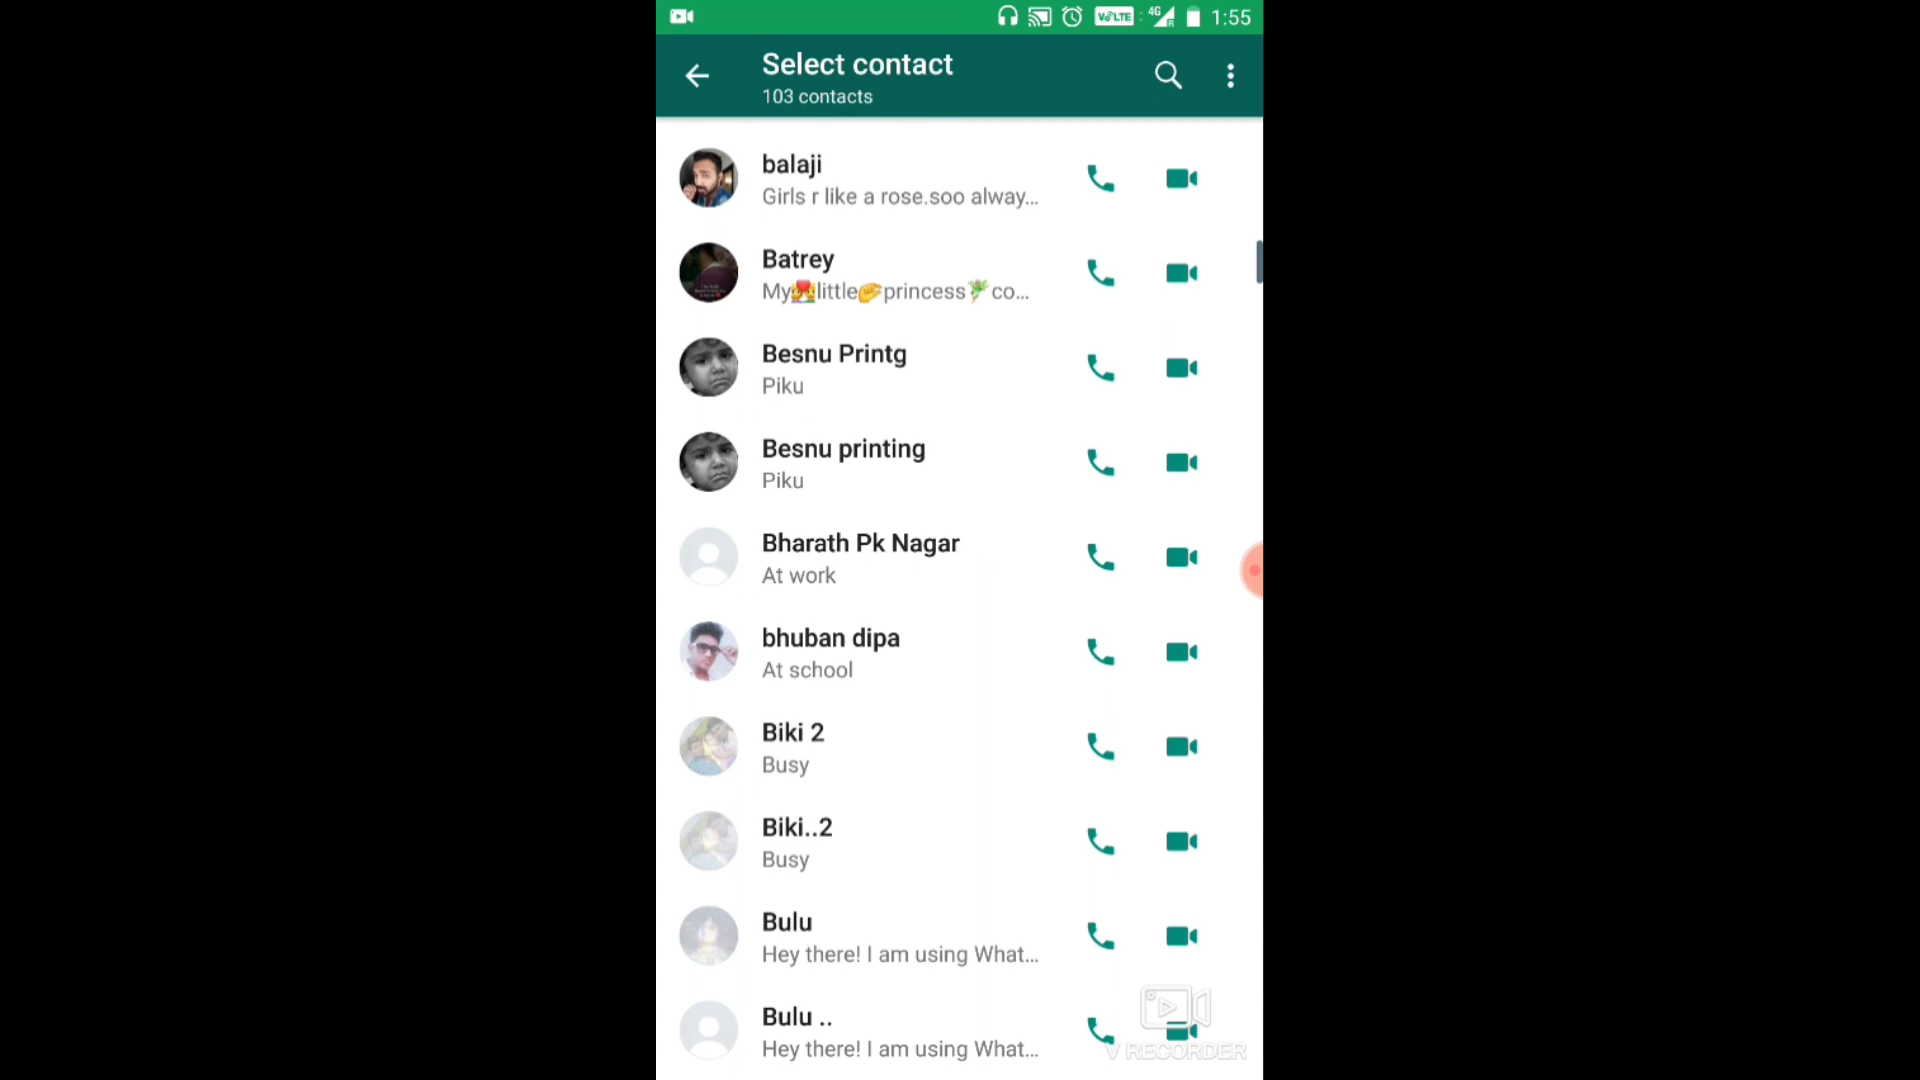 VoLTE 4G R 1:55
Select contact
103 contacts
balaji
Girls r like a rose.soo alway...
Batrey
My👩‍❤️‍👨little🤛princess🧚co...
Besnu Printg
Piku
Besnu printing
Piku
Bharath Pk Nagar
At work
bhuban dipa
At school
Biki 2
Busy
Biki..2
Busy
Bulu
Hey there! I am using What...
Bulu ..
Hey there! I am using What...
V RECORDER